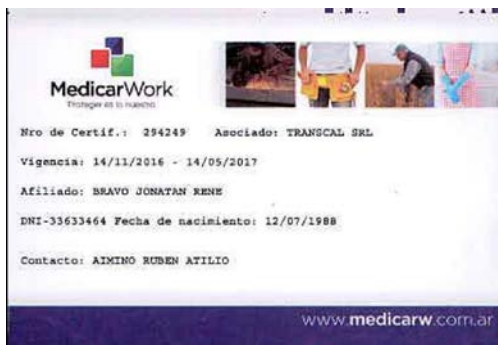 MedicarWork
Proteger es lo nuestro
Nro de Certif.: 294249 Asociado: TRANSCAL SRL
Vigencia: 14/11/2016 - 14/05/2017
Afiliado: BRAVO JONATAN RENE
DNI-33633464 Fecha de nacimiento: 12/07/1988
Contacto: AIMINO RUBEN ATILIO
www.medicarw.com.ar